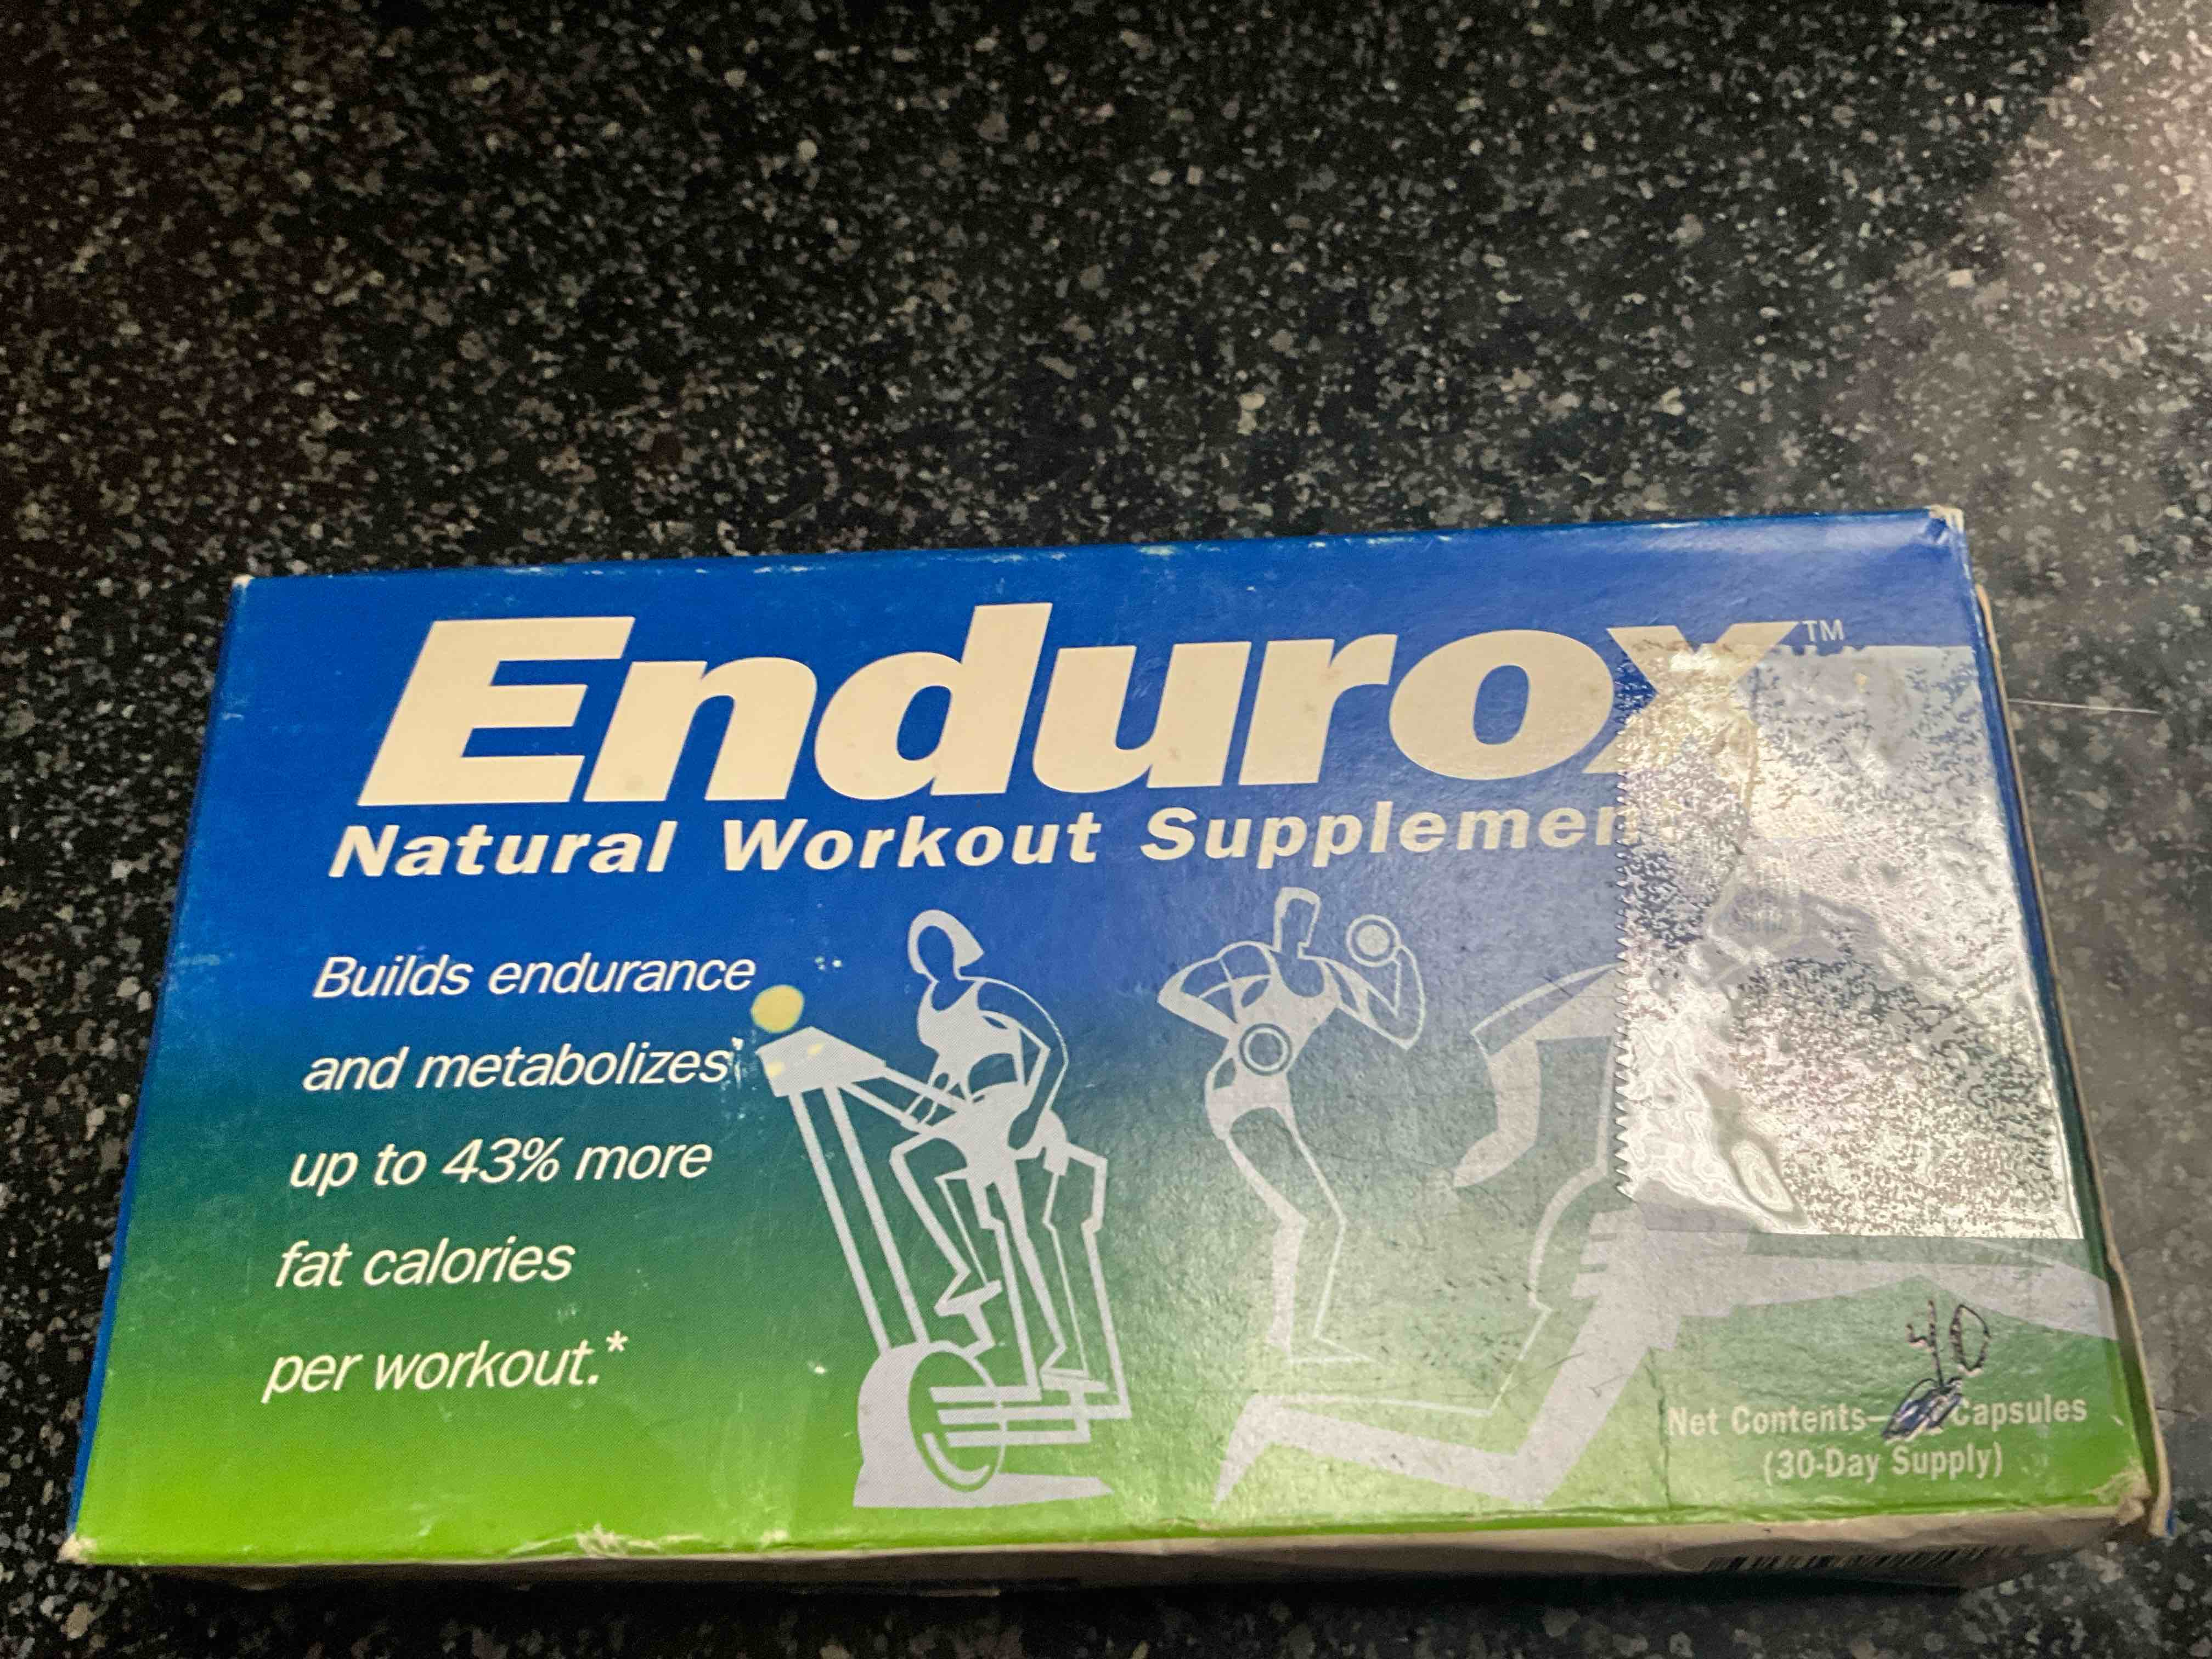 Endurox™
Natural Workout Supplemen
Builds endurance
and metabolizes
up to 43% more
fat calories
per workout.*
40
Net Contents— Capsules
(30-Day Supply)